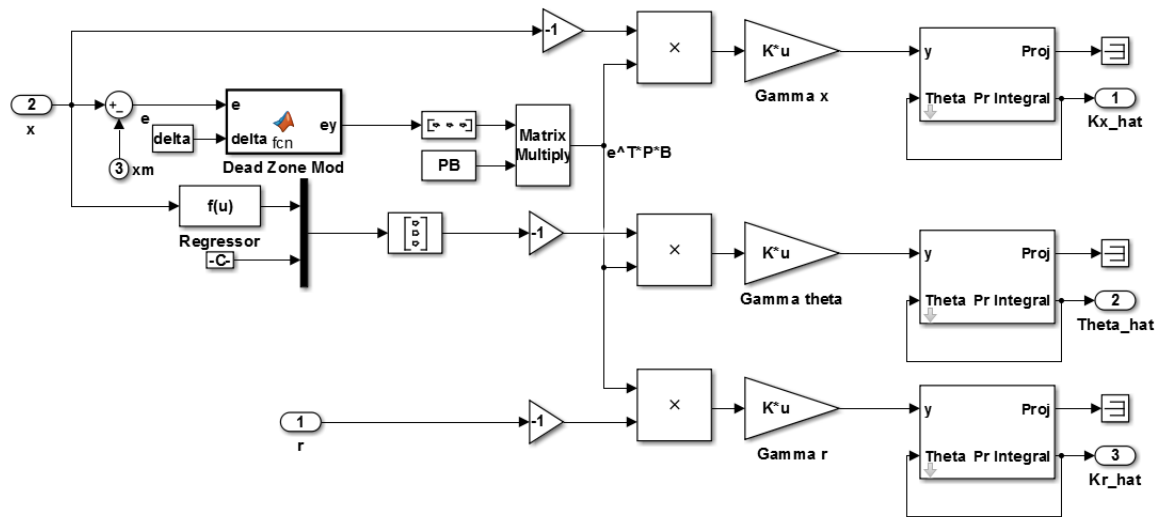 -1
×
K*u
Gamma x
y
Proj
Theta Pr Integral
1
Kx_hat
2
x
+
-
e
3
xm
delta
e
delta
fcn
ey
Dead Zone Mod
PB
Matrix
Multiply
e^T*P*B
f(u)
Regressor
-C-
-1
×
K*u
Gamma theta
y
Proj
Theta Pr Integral
2
Theta_hat
1
r
-1
×
K*u
Gamma r
y
Proj
Theta Pr Integral
3
Kr_hat